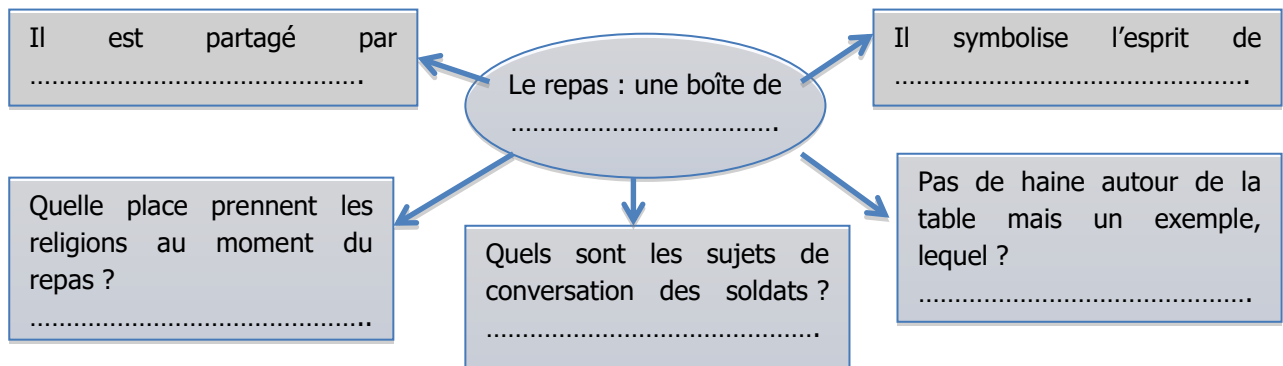 Il est partagé par
…………………………………….
Le repas : une boîte de
……………………………….
Il symbolise l’esprit de
……………………………………….
Quelle place prennent les
religions au moment du
repas ?
……………………………………..
Quels sont les sujets de
conversation des soldats ?
…………………………………….
Pas de haine autour de la
table mais un exemple,
lequel ?
…………………………………….